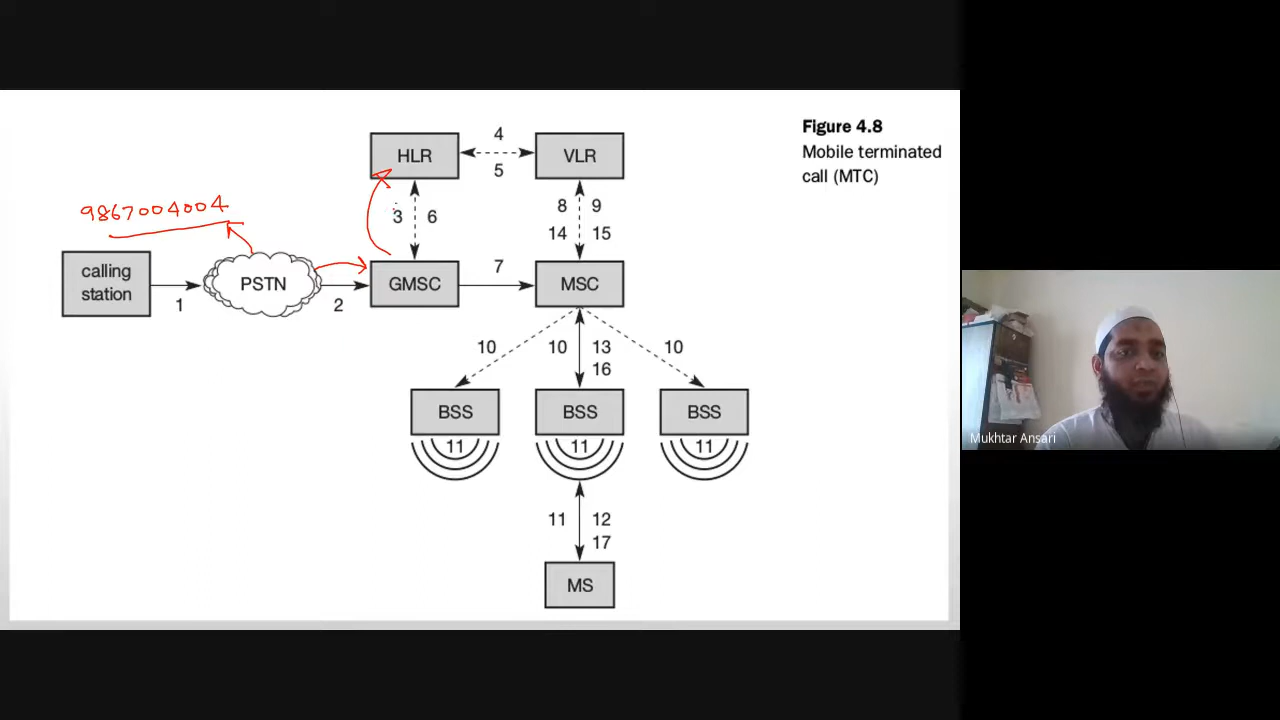 Figure 4.8
Mobile terminated
call (MTC)
HLR
4
5
VLR
9867004004
3
6
8
9
14
15
calling
station
1
PSTN
2
GMSC
7
MSC
10
10
13
16
10
BSS
BSS
BSS
11
11
11
11
12
17
MS
Mukhtar Ansari